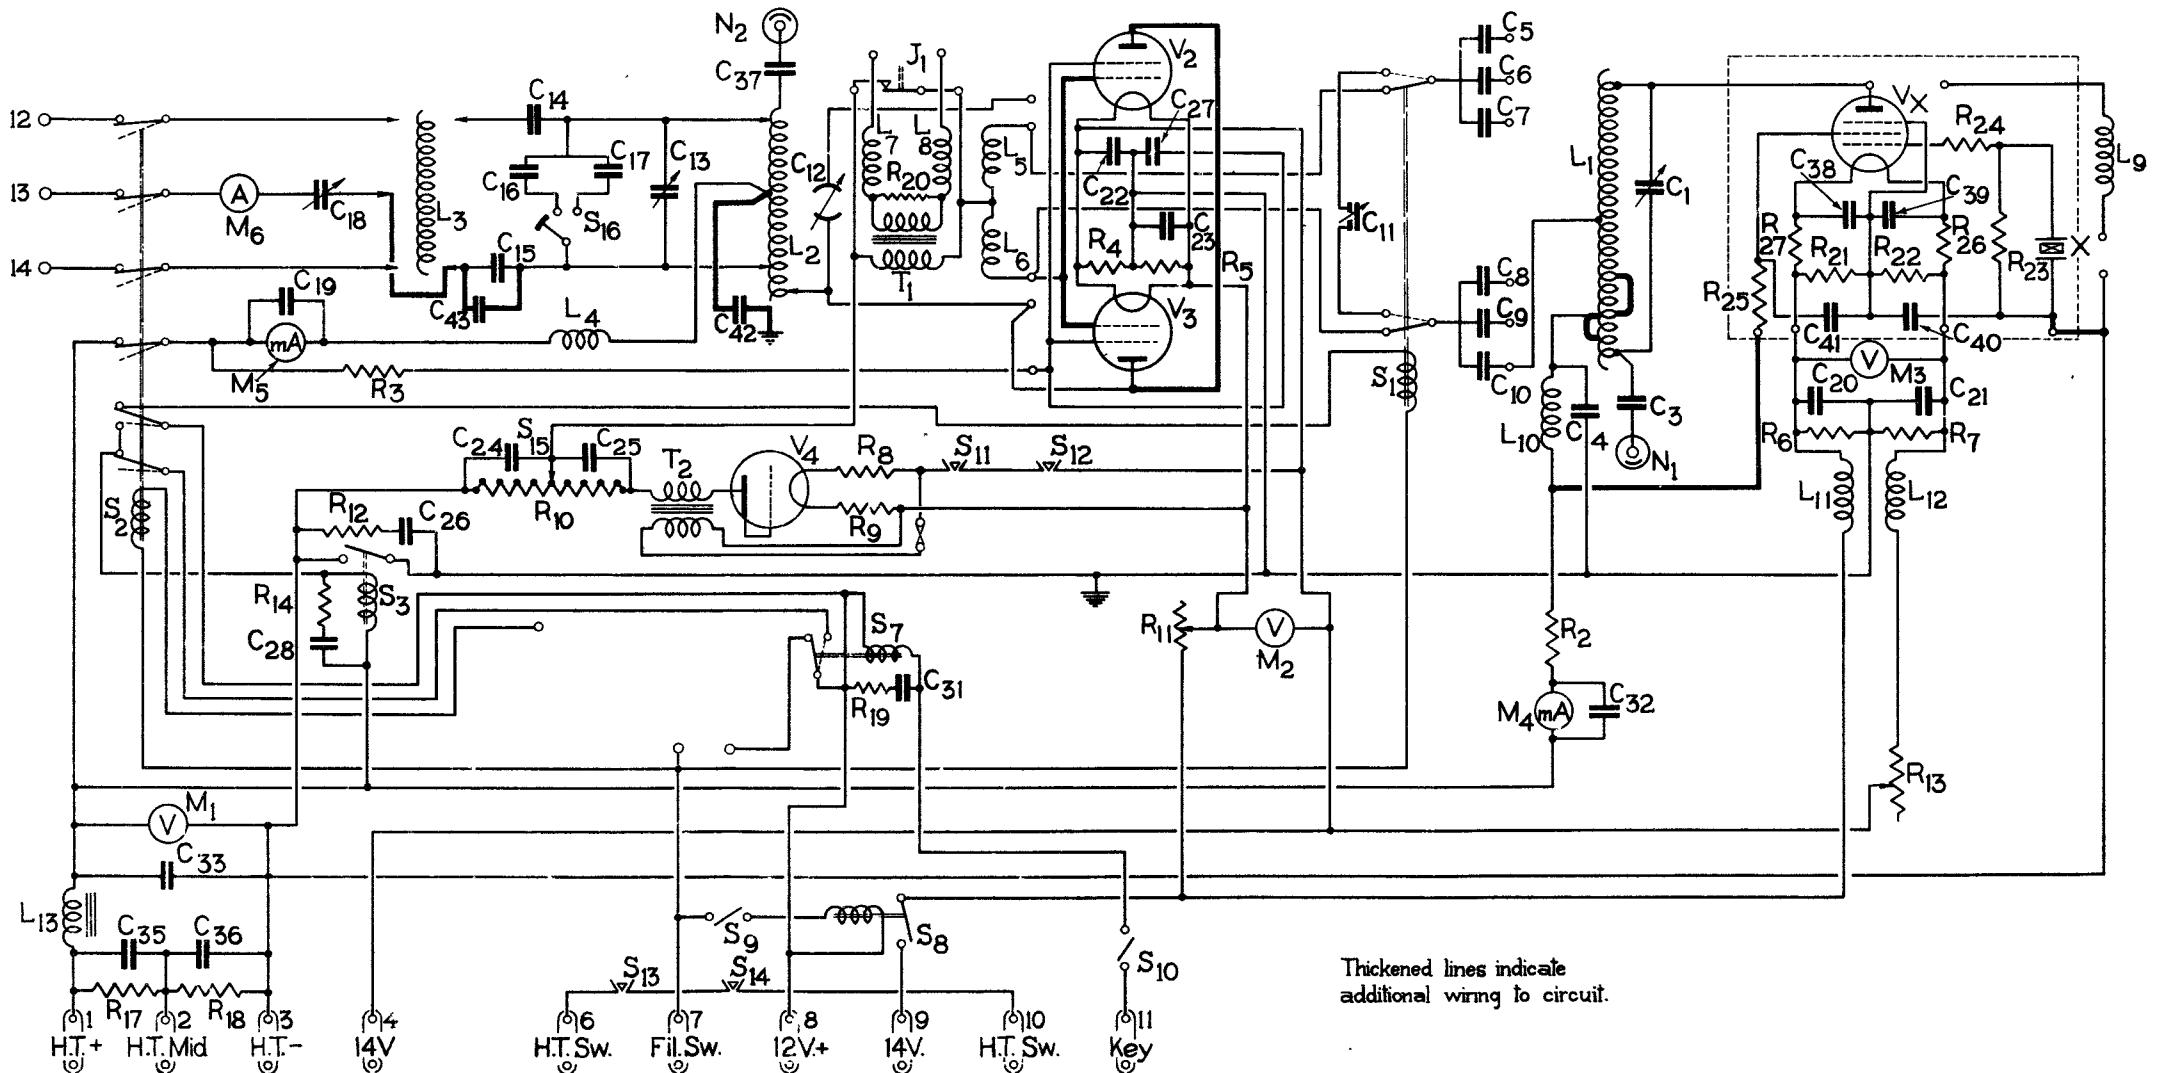 N2
C37
J1
V2
C5
C6
C7
12
C14
L7
L8
C27
L1
VX
R24
13
A
M6
C18
L3
C16
C17
C13
S16
C12
R20
L5
C22
C11
C1
C38
C39
L9
14
C15
C43
L2
T1
L6
R4
C23
R5
C8
C9
C10
R27
R21
R22
R26
R23
X
C19
mA
M5
L4
C42
V3
R25
C41
C40
V
M3
R3
S1
L10
C4
C3
N1
C20
C21
R6
R7
C24
S15
C25
T2
V4
R8
S11
S12
L11
L12
S2
R12
C26
R10
R9
R14
S3
C28
S7
R11
V
M2
R2
R19
C31
M4
mA
C32
R13
M1
V
C33
L13
C35
C36
S9
S8
S10
R17
R18
S13
S14
Thickened lines indicate
additional wiring to circuit.
1 2 3 4 6 7 8 9 10 11
H.T.+ H.T. Mid H.T.- 14V H.T. Sw. Fil. Sw. 12V.+ 14V. H.T. Sw. Key